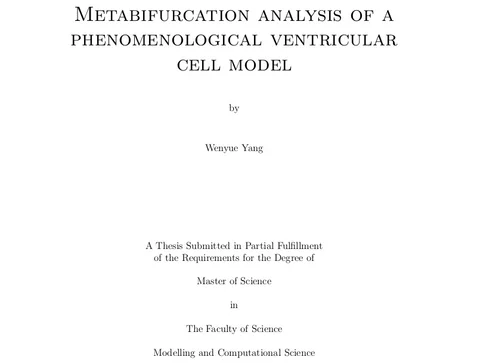 METABIFURCATION ANALYSIS OF A
PHENOMENOLOGICAL VENTRICULAR
CELL MODEL
by
Wenyue Yang
A Thesis Submitted in Partial Fulfillment
of the Requirements for the Degree of
Master of Science
in
The Faculty of Science
Modelling and Computational Science